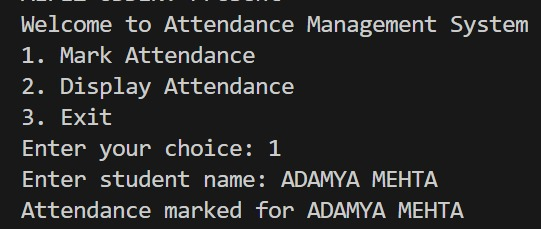 Welcome to Attendance Management System
1. Mark Attendance
2. Display Attendance
3. Exit
Enter your choice: 1
Enter student name: ADAMYA MEHTA
Attendance marked for ADAMYA MEHTA